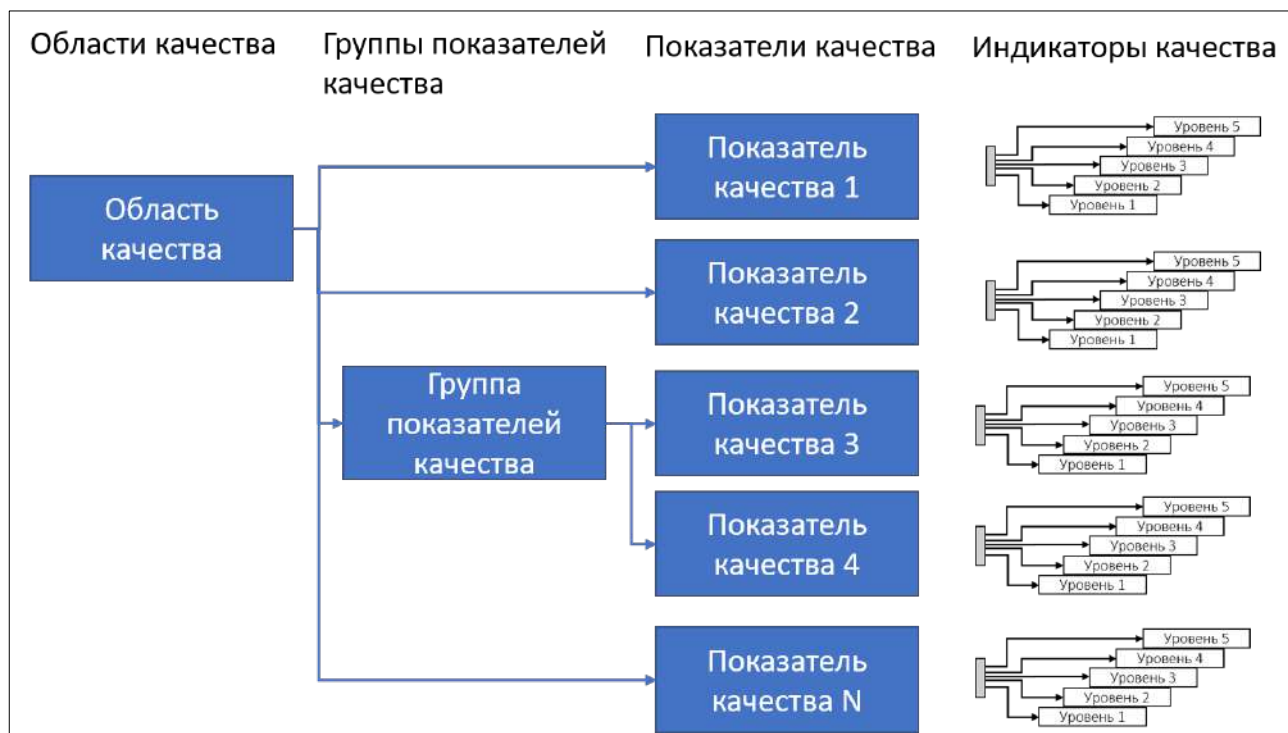 Области качества
Группы показателей
качества
Показатели качества
Индикаторы качества
Область
качества
Показатель
качества 1
Уровень 5
Уровень 4
Уровень 3
Уровень 2
Уровень 1
Показатель
качества 2
Уровень 5
Уровень 4
Уровень 3
Уровень 2
Уровень 1
Группа
показателей
качества
Показатель
качества 3
Уровень 5
Уровень 4
Уровень 3
Уровень 2
Уровень 1
Показатель
качества 4
Уровень 5
Уровень 4
Уровень 3
Уровень 2
Уровень 1
Показатель
качества N
Уровень 5
Уровень 4
Уровень 3
Уровень 2
Уровень 1